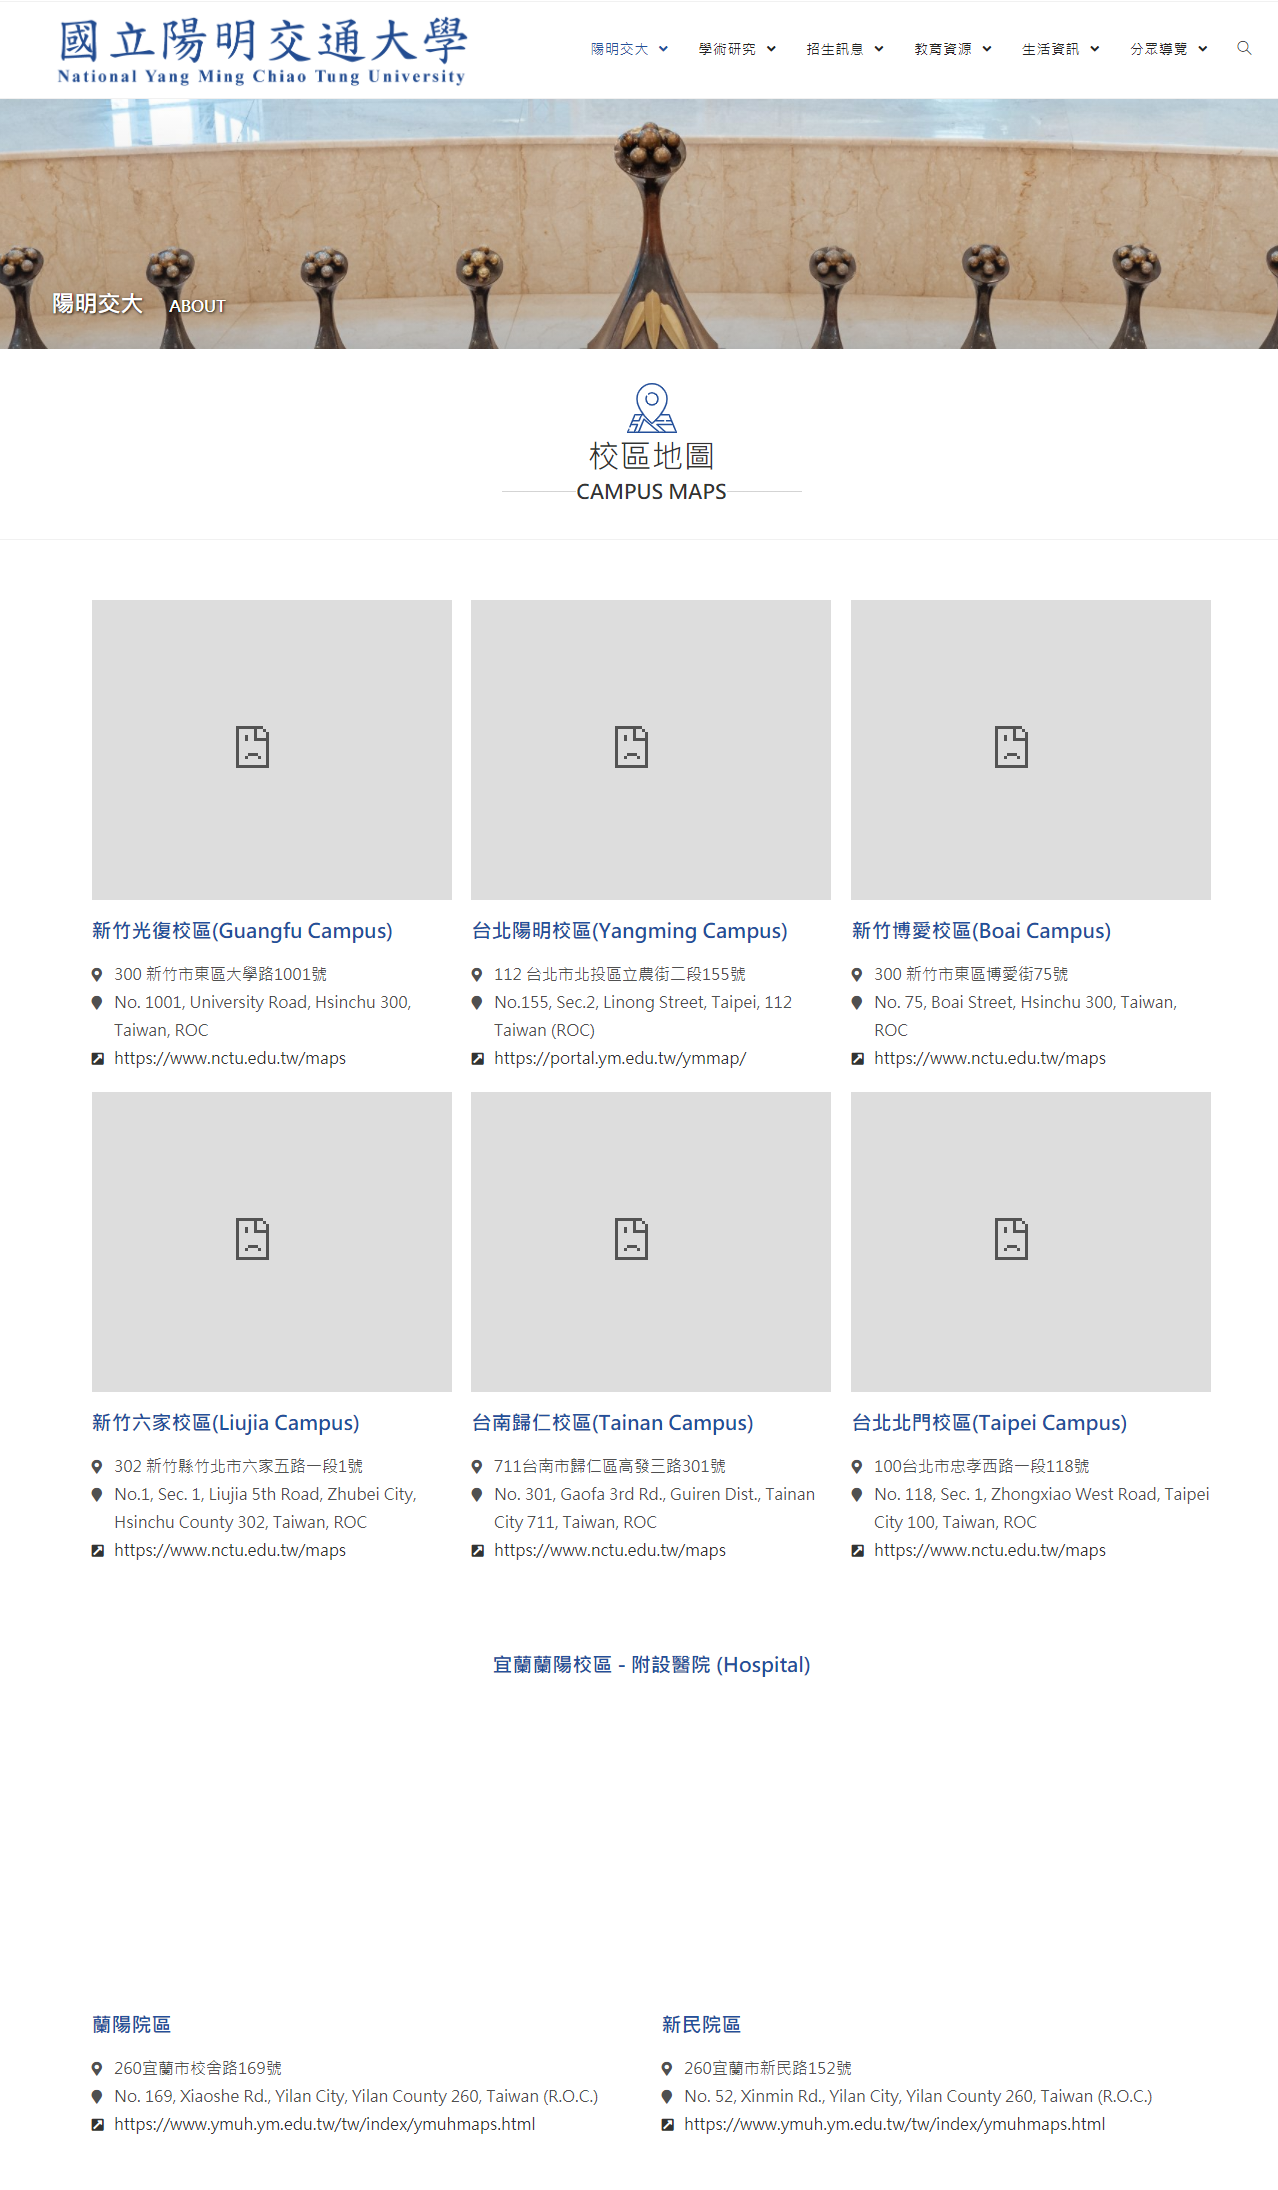 國立陽明交通大學
National Yang Ming Chiao Tung University
陽明交大 學術研究 招生訊息 教育資源 生活資訊 分眾導覽
陽明交大 ABOUT
校區地圖
CAMPUS MAPS
新竹光復校區(Guangfu Campus)
300 新竹市東區大學路1001號
No. 1001, University Road, Hsinchu 300,
Taiwan, ROC
https://www.nctu.edu.tw/maps
台北陽明校區(Yangming Campus)
112 台北市北投區立農街二段155號
No.155, Sec.2, Linong Street, Taipei, 112
Taiwan (ROC)
https://portal.ym.edu.tw/ymmap/
新竹博愛校區(Boai Campus)
300 新竹市東區博愛街75號
No. 75, Boai Street, Hsinchu 300, Taiwan,
ROC
https://www.nctu.edu.tw/maps
新竹六家校區(Liujia Campus)
302 新竹縣竹北市六家五路一段1號
No.1, Sec. 1, Liujia 5th Road, Zhubei City,
Hsinchu County 302, Taiwan, ROC
https://www.nctu.edu.tw/maps
台南歸仁校區(Tainan Campus)
711台南市歸仁區高發三路301號
No. 301, Gaofa 3rd Rd., Guiren Dist., Tainan
City 711, Taiwan, ROC
https://www.nctu.edu.tw/maps
台北北門校區(Taipei Campus)
100台北市忠孝西路一段118號
No. 118, Sec. 1, Zhongxiao West Road, Taipei
City 100, Taiwan, ROC
https://www.nctu.edu.tw/maps
宜蘭蘭陽校區 - 附設醫院 (Hospital)
蘭陽院區
260宜蘭市校舍路169號
No. 169, Xiaoshe Rd., Yilan City, Yilan County 260, Taiwan (R.O.C.)
https://www.ymuh.ym.edu.tw/tw/index/ymuhmaps.html
新民院區
260宜蘭市新民路152號
No. 52, Xinmin Rd., Yilan City, Yilan County 260, Taiwan (R.O.C.)
https://www.ymuh.ym.edu.tw/tw/index/ymuhmaps.html